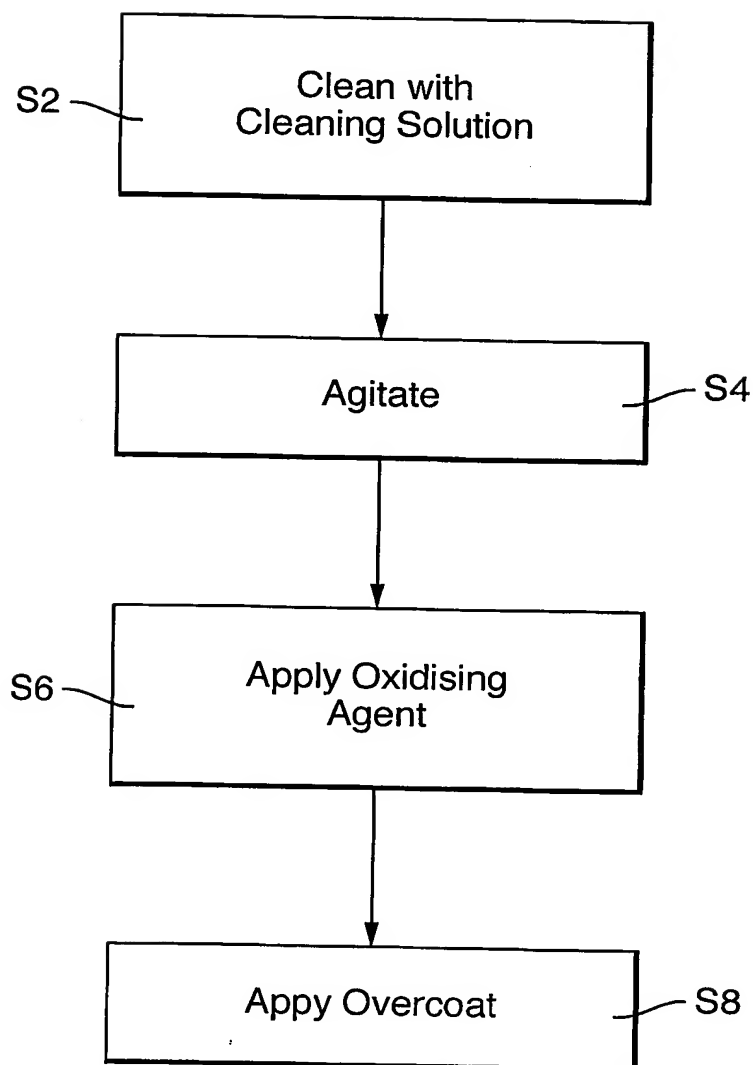 S2
Clean with
Cleaning Solution
Agitate
S4
S6
Apply Oxidising
Agent
Appy Overcoat
S8